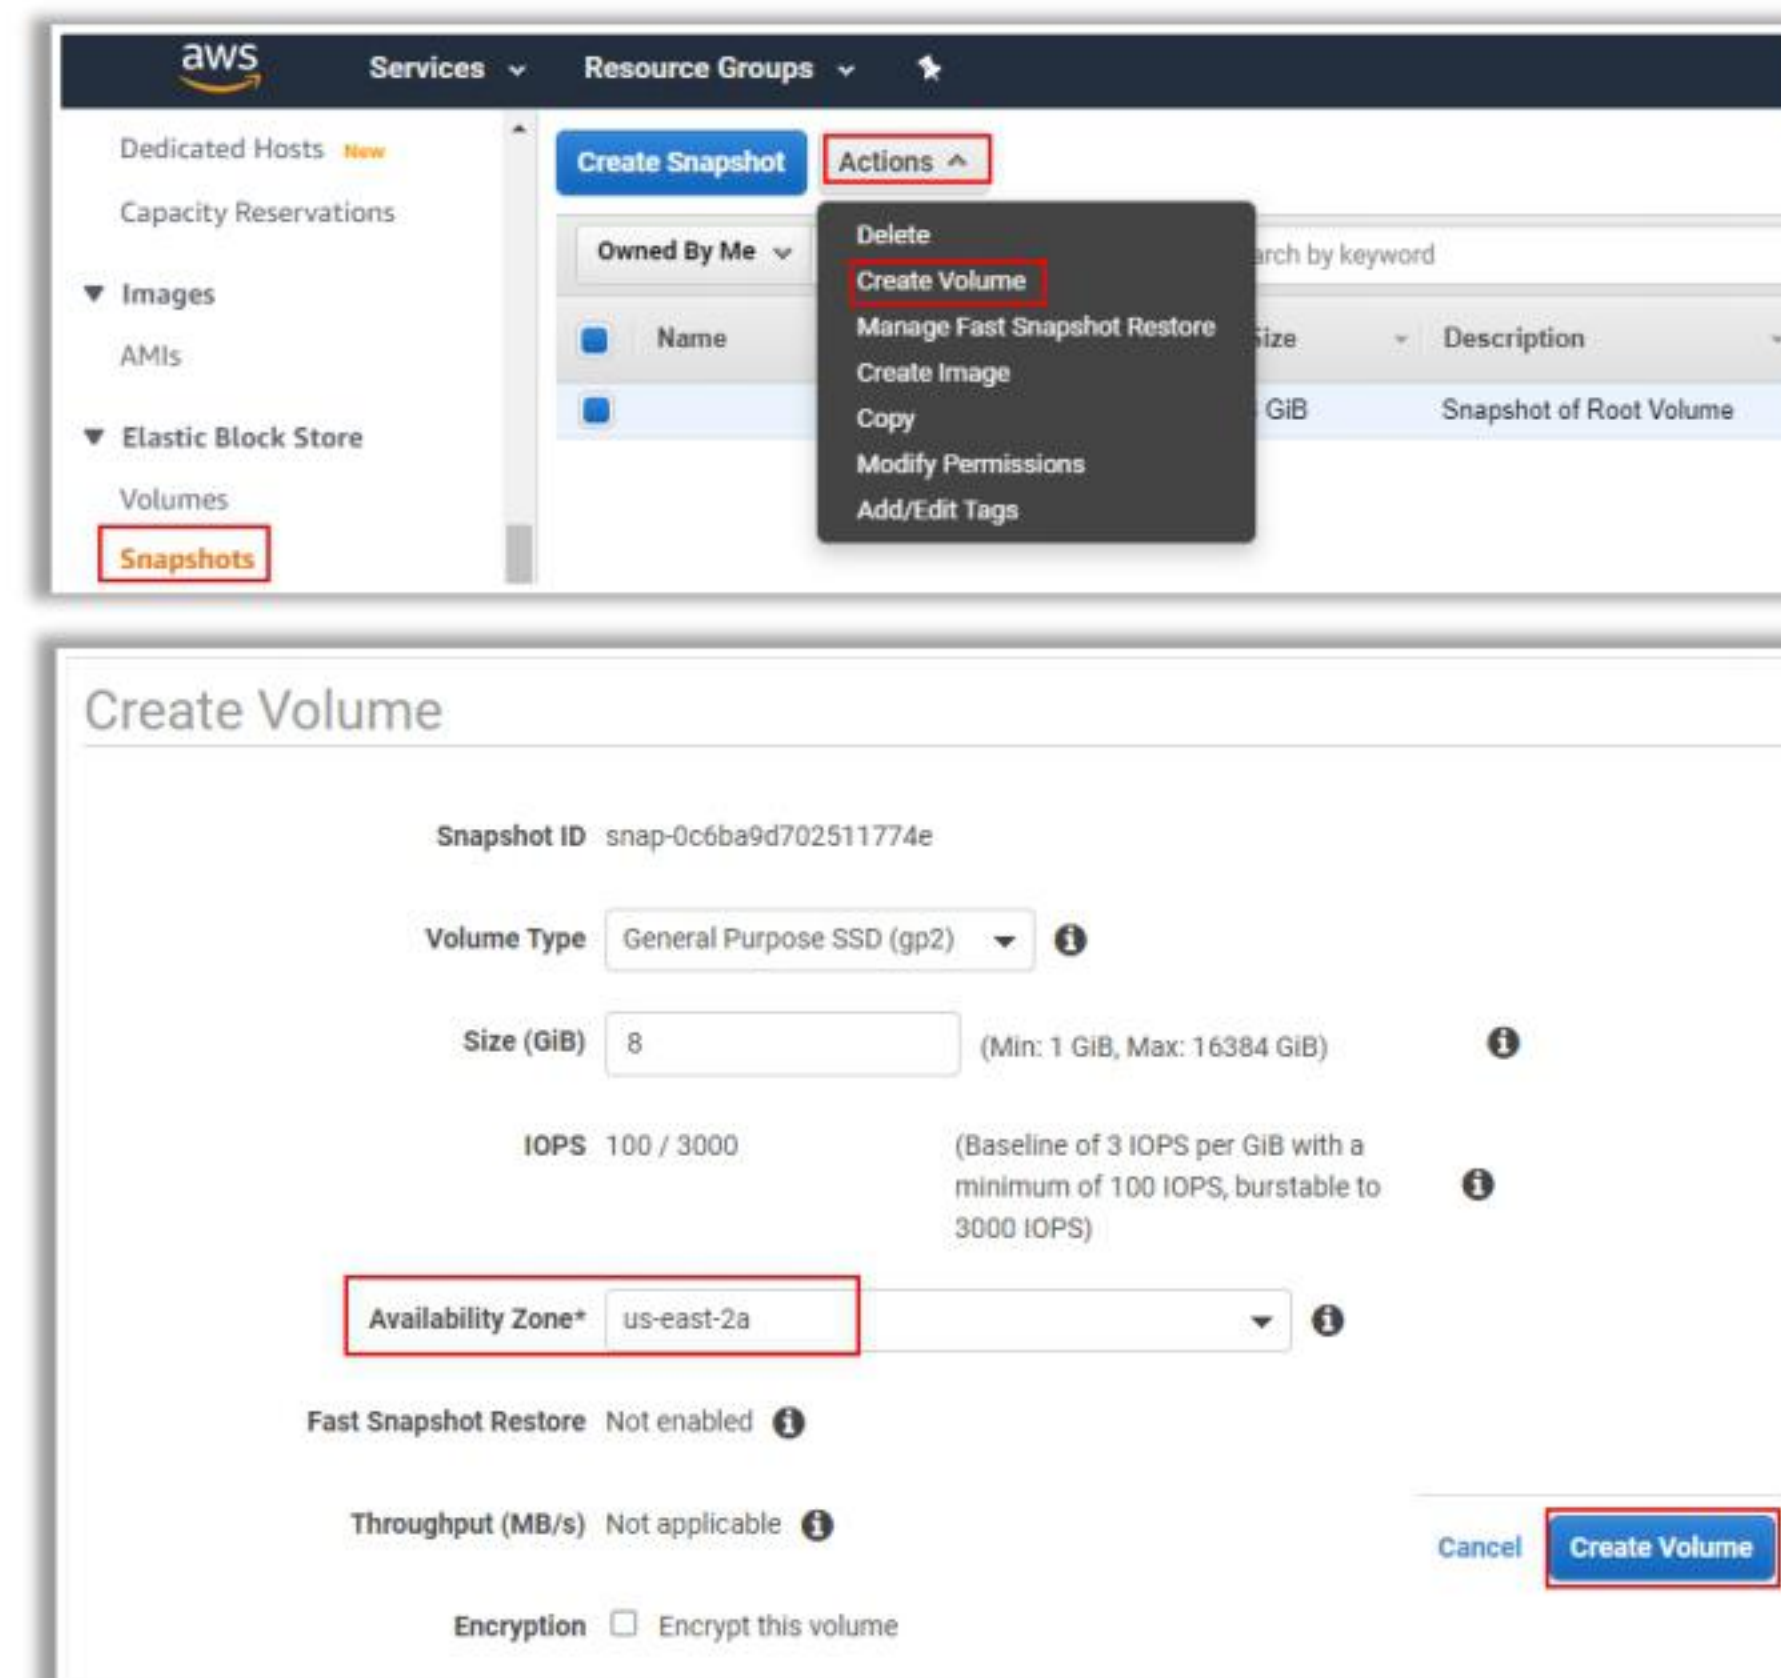 aws
Services
Resource Groups
Dedicated Hosts New
Capacity Reservations
Images
AMIs
Elastic Block Store
Volumes
Snapshots
Create Snapshot
Actions
Owned By Me
Delete
Create Volume
Manage Fast Snapshot Restore
Create Image
Copy
Modify Permissions
Add/Edit Tags
arch by keyword
Name
ize
Description
GiB
Snapshot of Root Volume
Create Volume
Snapshot ID snap-0c6ba9d702511774e
Volume Type General Purpose SSD (gp2)
Size (GiB) 8 (Min: 1 GiB, Max: 16384 GiB)
IOPS 100 / 3000 (Baseline of 3 IOPS per GiB with a
minimum of 100 IOPS, burstable to
3000 IOPS)
Availability Zone* us-east-2a
Fast Snapshot Restore Not enabled
Throughput (MB/s) Not applicable
Cancel Create Volume
Encryption Encrypt this volume